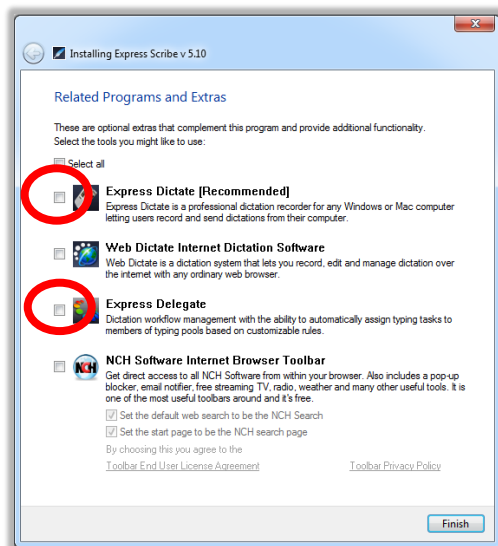 Installing Express Scribe v 5.10
Related Programs and Extras
These are optional extras that complement this program and provide additional functionality.
Select the tools you might like to use:
Select all
Express Dictate [Recommended]
Express Dictate is a professional dictation recorder for any Windows or Mac computer
letting users record and send dictations from their computer.
Web Dictate Internet Dictation Software
Web Dictate is a dictation system that lets you record, edit and manage dictation over
the internet with any ordinary web browser.
Express Delegate
Dictation workflow management with the ability to automatically assign typing tasks to
members of typing pools based on customizable rules.
NCH
NCH Software Internet Browser Toolbar
Get direct access to all NCH Software from within your browser. Also includes a pop-up
blocker, email notifier, free streaming TV, radio, weather and many other useful tools. It is
one of the most useful toolbars around and it's free.
Set the default web search to be the NCH Search
Set the start page to be the NCH search page
By choosing this you agree to the
Toolbar End User License Agreement Toolbar Privacy Policy
Finish